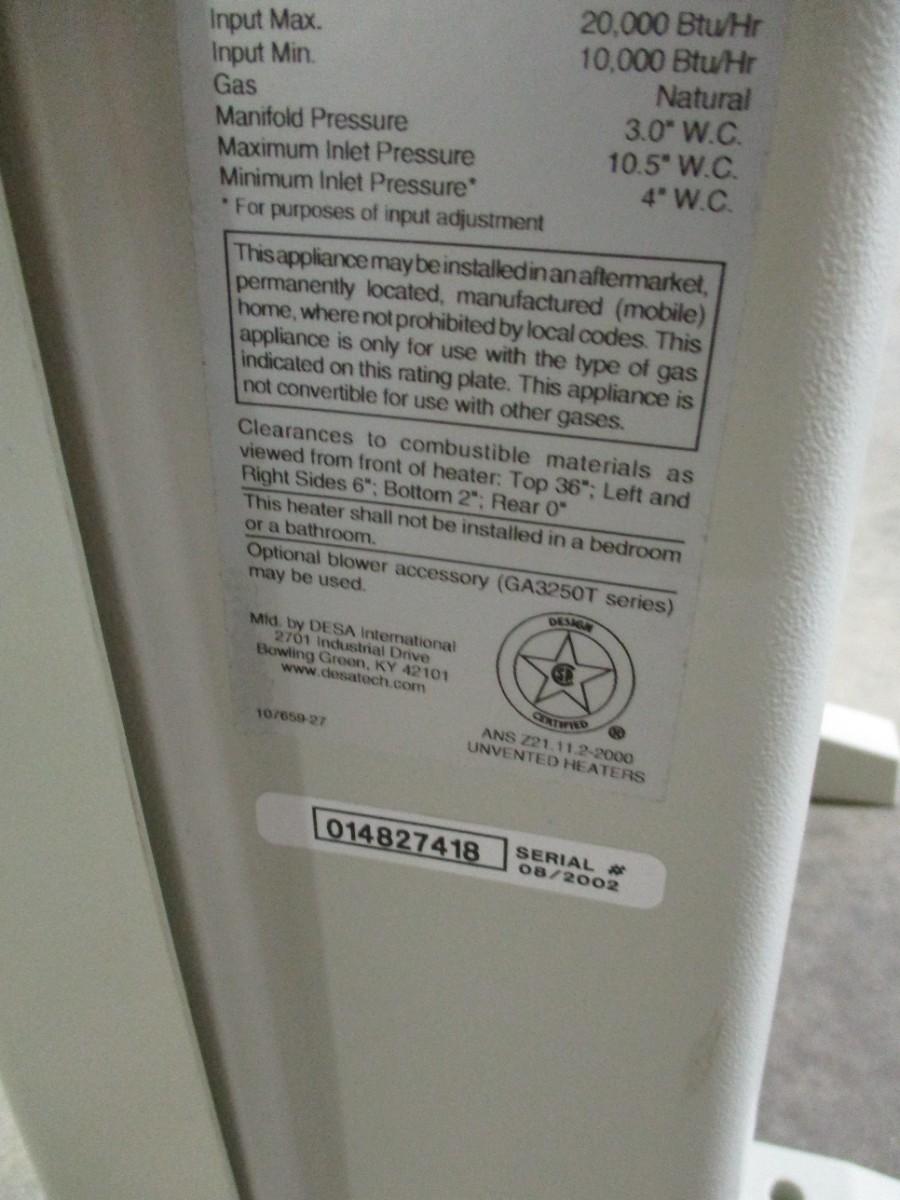 Input Max. 20,000 Btu/Hr
Input Min. 10,000 Btu/Hr
Gas Natural
Manifold Pressure 3.0" W.C.
Maximum Inlet Pressure 10.5" W.C.
Minimum Inlet Pressure* 4" W.C.
* For purposes of input adjustment
This appliance may be installed in an aftermarket,
permanently located, manufactured (mobile)
home, where not prohibited by local codes. This
appliance is only for use with the type of gas
indicated on this rating plate. This appliance is
not convertible for use with other gases.
Clearances to combustible materials as
viewed from front of heater: Top 36"; Left and
Right Sides 6"; Bottom 2"; Rear 0"
This heater shall not be installed in a bedroom
or a bathroom.
Optional blower accessory (GA3250T series)
may be used.
Mfd. by DESA International
2701 Industrial Drive
Bowling Green, KY 42101
www.desatech.com
107659-27
DESIGN
CERTIFIED
®
ANS Z21.11.2-2000
UNVENTED HEATERS
014827418
SERIAL #
08/2002